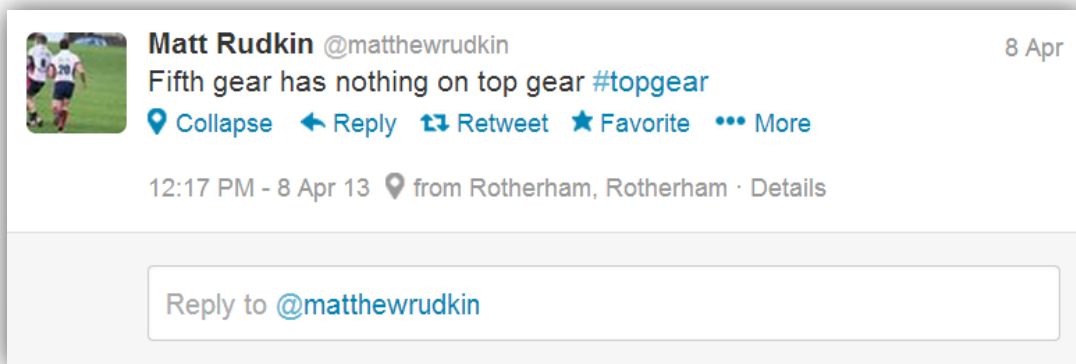 Matt Rudkin @matthewrudkin 8 Apr
Fifth gear has nothing on top gear #topgear
Collapse Reply Retweet Favorite ••• More
12:17 PM - 8 Apr 13 from Rotherham, Rotherham · Details
Reply to @matthewrudkin